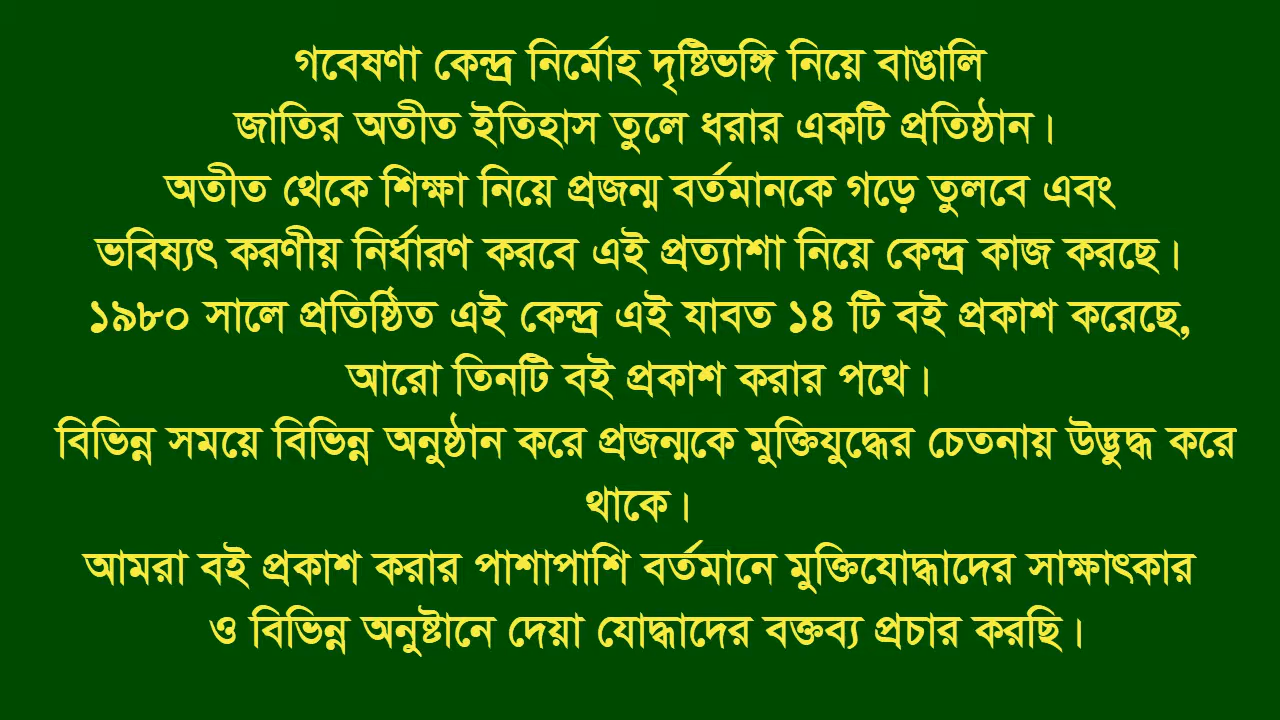 গবেষণা কেন্দ্র নির্মোহ দৃষ্টিভঙ্গি নিয়ে বাঙালি
জাতির অতীত ইতিহাস তুলে ধরার একটি প্রতিষ্ঠান।
অতীত থেকে শিক্ষা নিয়ে প্রজন্ম বর্তমানকে গড়ে তুলবে এবং
ভবিষ্যৎ করণীয় নির্ধারণ করবে এই প্রত্যাশা নিয়ে কেন্দ্র কাজ করছে।
১৯৮০ সালে প্রতিষ্ঠিত এই কেন্দ্র এই যাবত ১৪ টি বই প্রকাশ করেছে,
আরো তিনটি বই প্রকাশ করার পথে।
বিভিন্ন সময়ে বিভিন্ন অনুষ্ঠান করে প্রজন্মকে মুক্তিযুদ্ধের চেতনায় উদ্ভুদ্ধ করে
থাকে।
আমরা বই প্রকাশ করার পাশাপাশি বর্তমানে মুক্তিযোদ্ধাদের সাক্ষাৎকার
ও বিভিন্ন অনুষ্টানে দেয়া যোদ্ধাদের বক্তব্য প্রচার করছি।